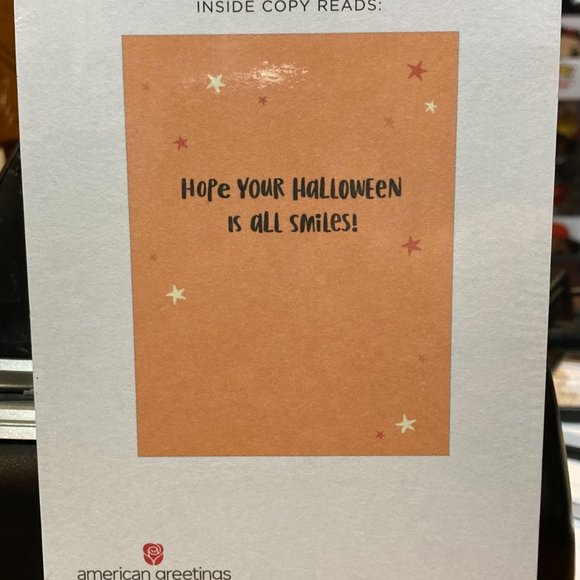 INSIDE COPY READS:
HOPE YOUR HALLOWEEN
IS ALL SMILES!
american greetings